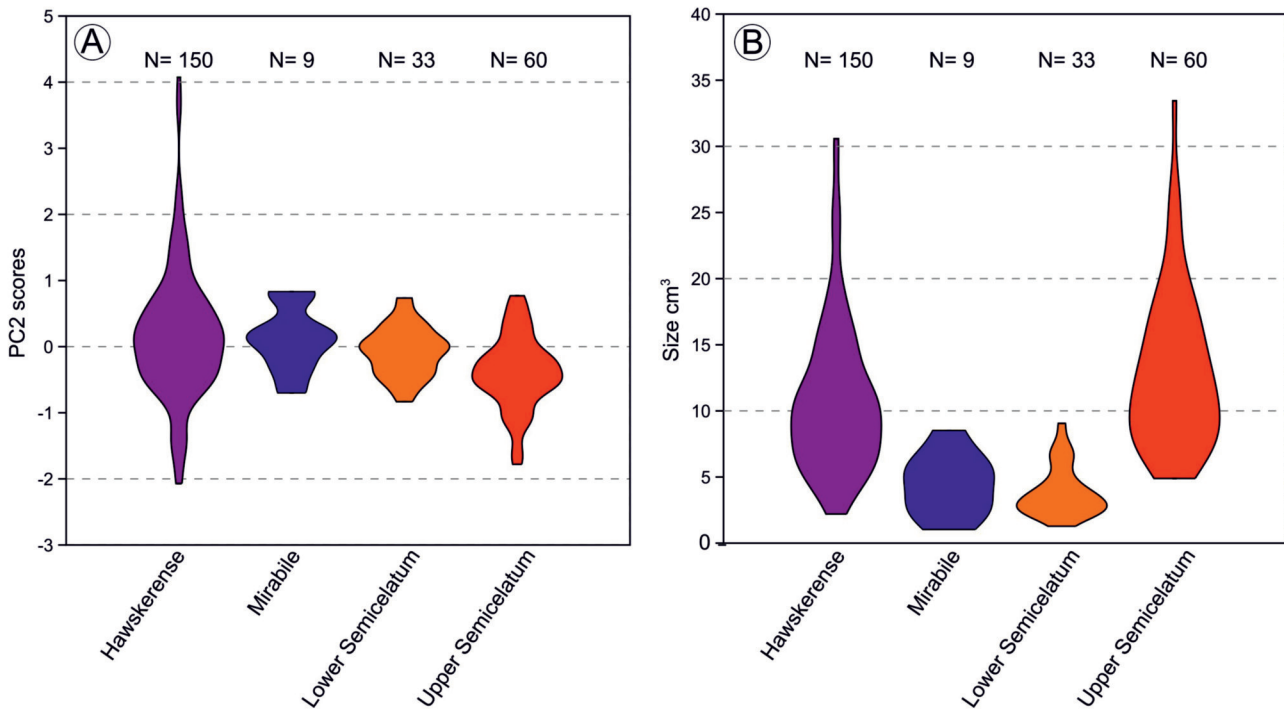 A
N= 150 N= 9 N= 33 N= 60
5
4
3
2
1
0
-1
-2
-3
PC2 scores
Hawskerense
Mirabile
Lower Semicelatum
Upper Semicelatum
B
N= 150 N= 9 N= 33 N= 60
40
35
30
25
20
15
10
5
0
Size cm³
Hawskerense
Mirabile
Lower Semicelatum
Upper Semicelatum